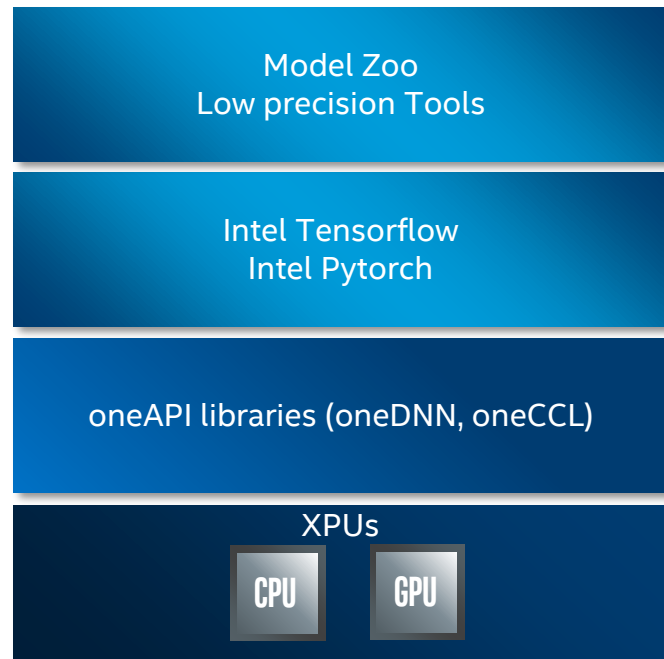 Model Zoo
Low precision Tools
Intel Tensorflow
Intel Pytorch
oneAPI libraries (oneDNN, oneCCL)
XPUs
CPU GPU